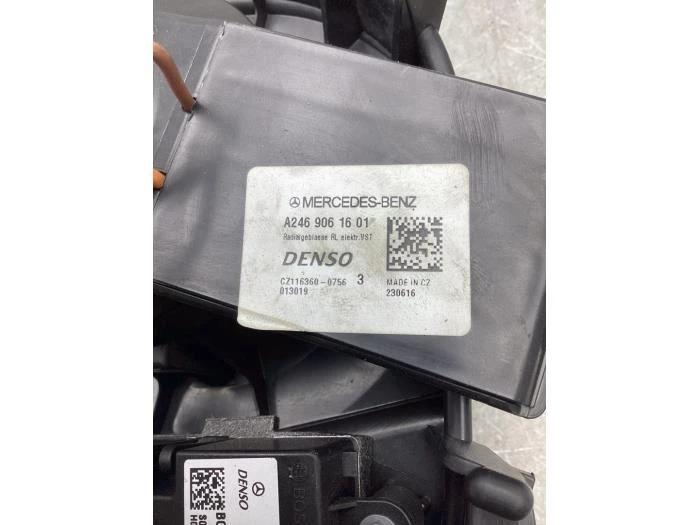 MERCEDES-BENZ
A246 906 16 01
Radialgeblaese RL elektr.VST
DENSO
CZ116360-0756 3 MADE IN CZ
013019 230616
DENSO